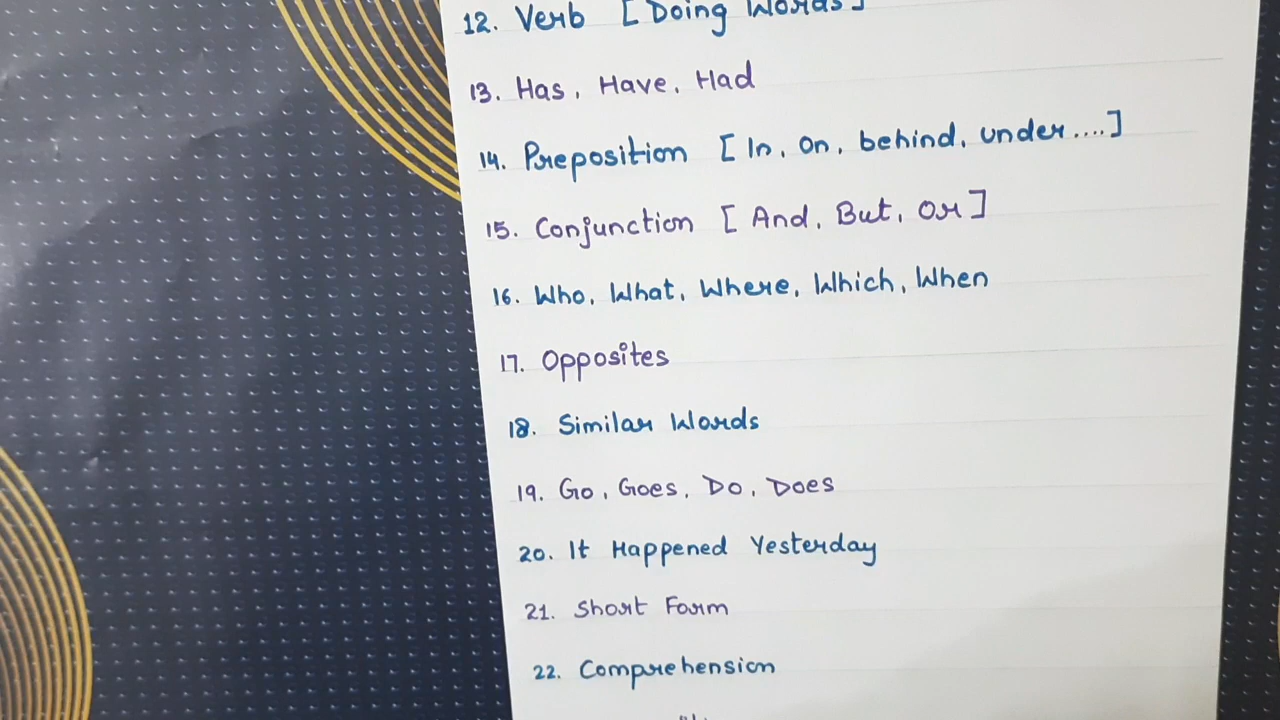 12. Verb [Doing Words]
13. Has, Have, Had
14. Preposition [In, On, behind, under....]
15. Conjunction [And, But, Or]
16. Who, What, Where, Which, When
17. Opposites
18. Similar Words
19. Go, Goes, Do, Does
20. It Happened Yesterday
21. Short Form
22. Comprehension